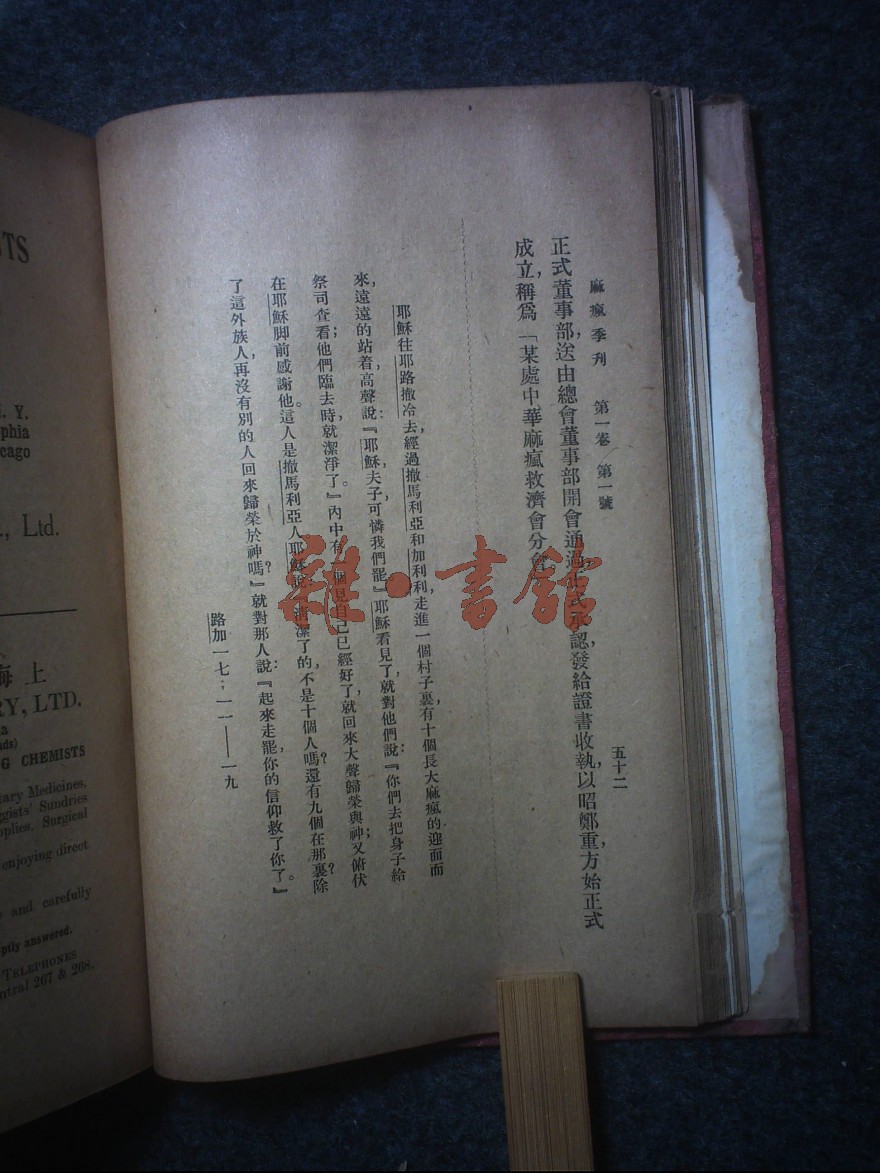 麻瘋季刊 第一卷 第一號
五十二
正式董事部，送由總會董事部開會通過正式承認，發給證書收執，以昭鄭重，方始正式
成立，稱爲「某處中華麻瘋救濟會分會
耶穌往耶路撒冷去，經過撒馬利亞和加利利，走進一個村子裏，有十個長大麻瘋的迎面而
來，遠遠的站着，高聲說：『耶穌，夫子，可憐我們罷』耶穌看見了，就對他們說：『你們去把身子給
祭司查看；他們臨去時，就潔淨了。』內中有一個見自己已經好了，就回來大聲歸榮與神；又俯伏
在耶穌脚前感謝他。這人是撒馬利亞人耶穌說：清潔了的，不是十個人嗎？還有九個在那裏？除
了這外族人，再沒有別的人回來歸榮於神嗎？』就對那人說：『起來走罷，你的信仰救了你了。』
路加一七，一一——一九
雜·書館
STS
. Y.
phia
cago
., Ltd.
海上
RY, LTD.
a
ds)
G CHEMISTS
tary Medicines,
ggists' Sundries
plies, Surgical
enjoying direct
and carefully
ptly answered.
TELEPHONES
ntral 267 & 268.